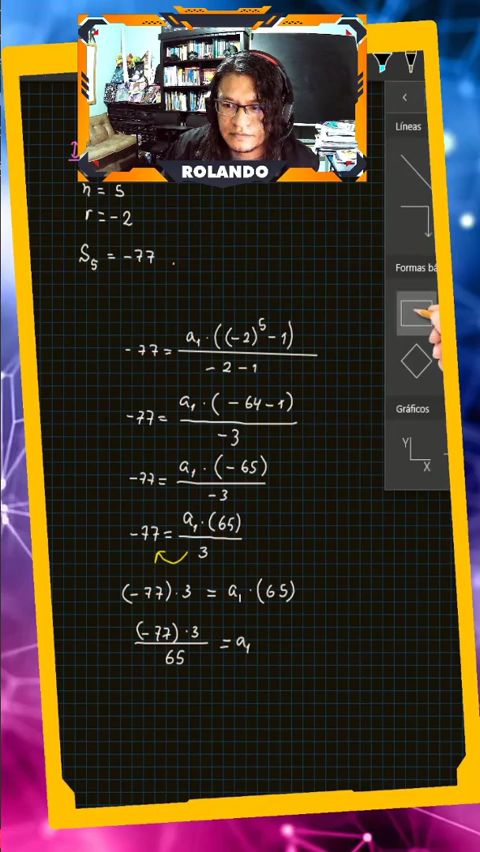 ROLANDO
Líneas
n = 5
r = -2
S₅ = -77 .
Formas bá
-77 = a₁ · ((-2)⁵ - 1) / -2 - 1
-77 = a₁ · (-64 - 1) / -3
Gráficos
Y
X
-77 = a₁ · (-65) / -3
-77 = a₁ · (65) / 3
(-77) · 3 = a₁ · (65)
(-77) · 3 / 65 = a₁